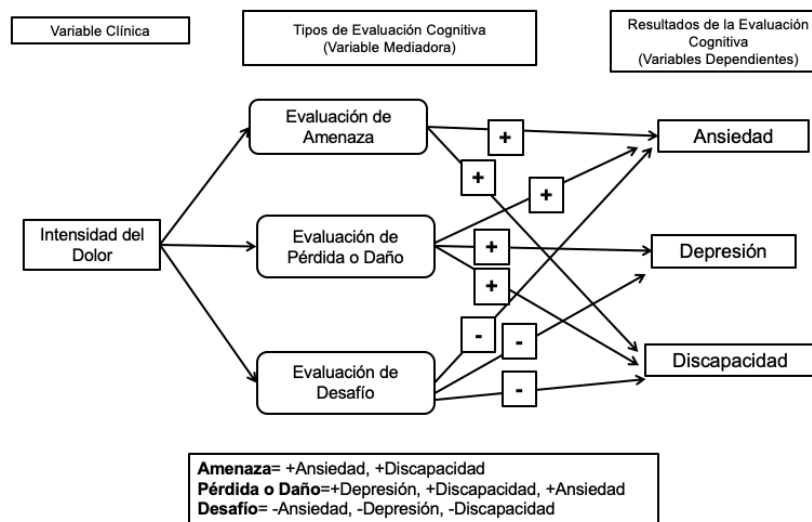 Variable Clínica
Tipos de Evaluación Cognitiva
(Variable Mediadora)
Resultados de la Evaluación
Cognitiva
(Variables Dependientes)
Evaluación de
Amenaza
+
Ansiedad
+
+
Intensidad del
Dolor
Evaluación de
Pérdida o Daño
+
Depresión
+
-
-
Evaluación de
Desafío
-
Discapacidad
Amenaza= +Ansiedad, +Discapacidad
Pérdida o Daño=+Depresión, +Discapacidad, +Ansiedad
Desafío= -Ansiedad, -Depresión, -Discapacidad